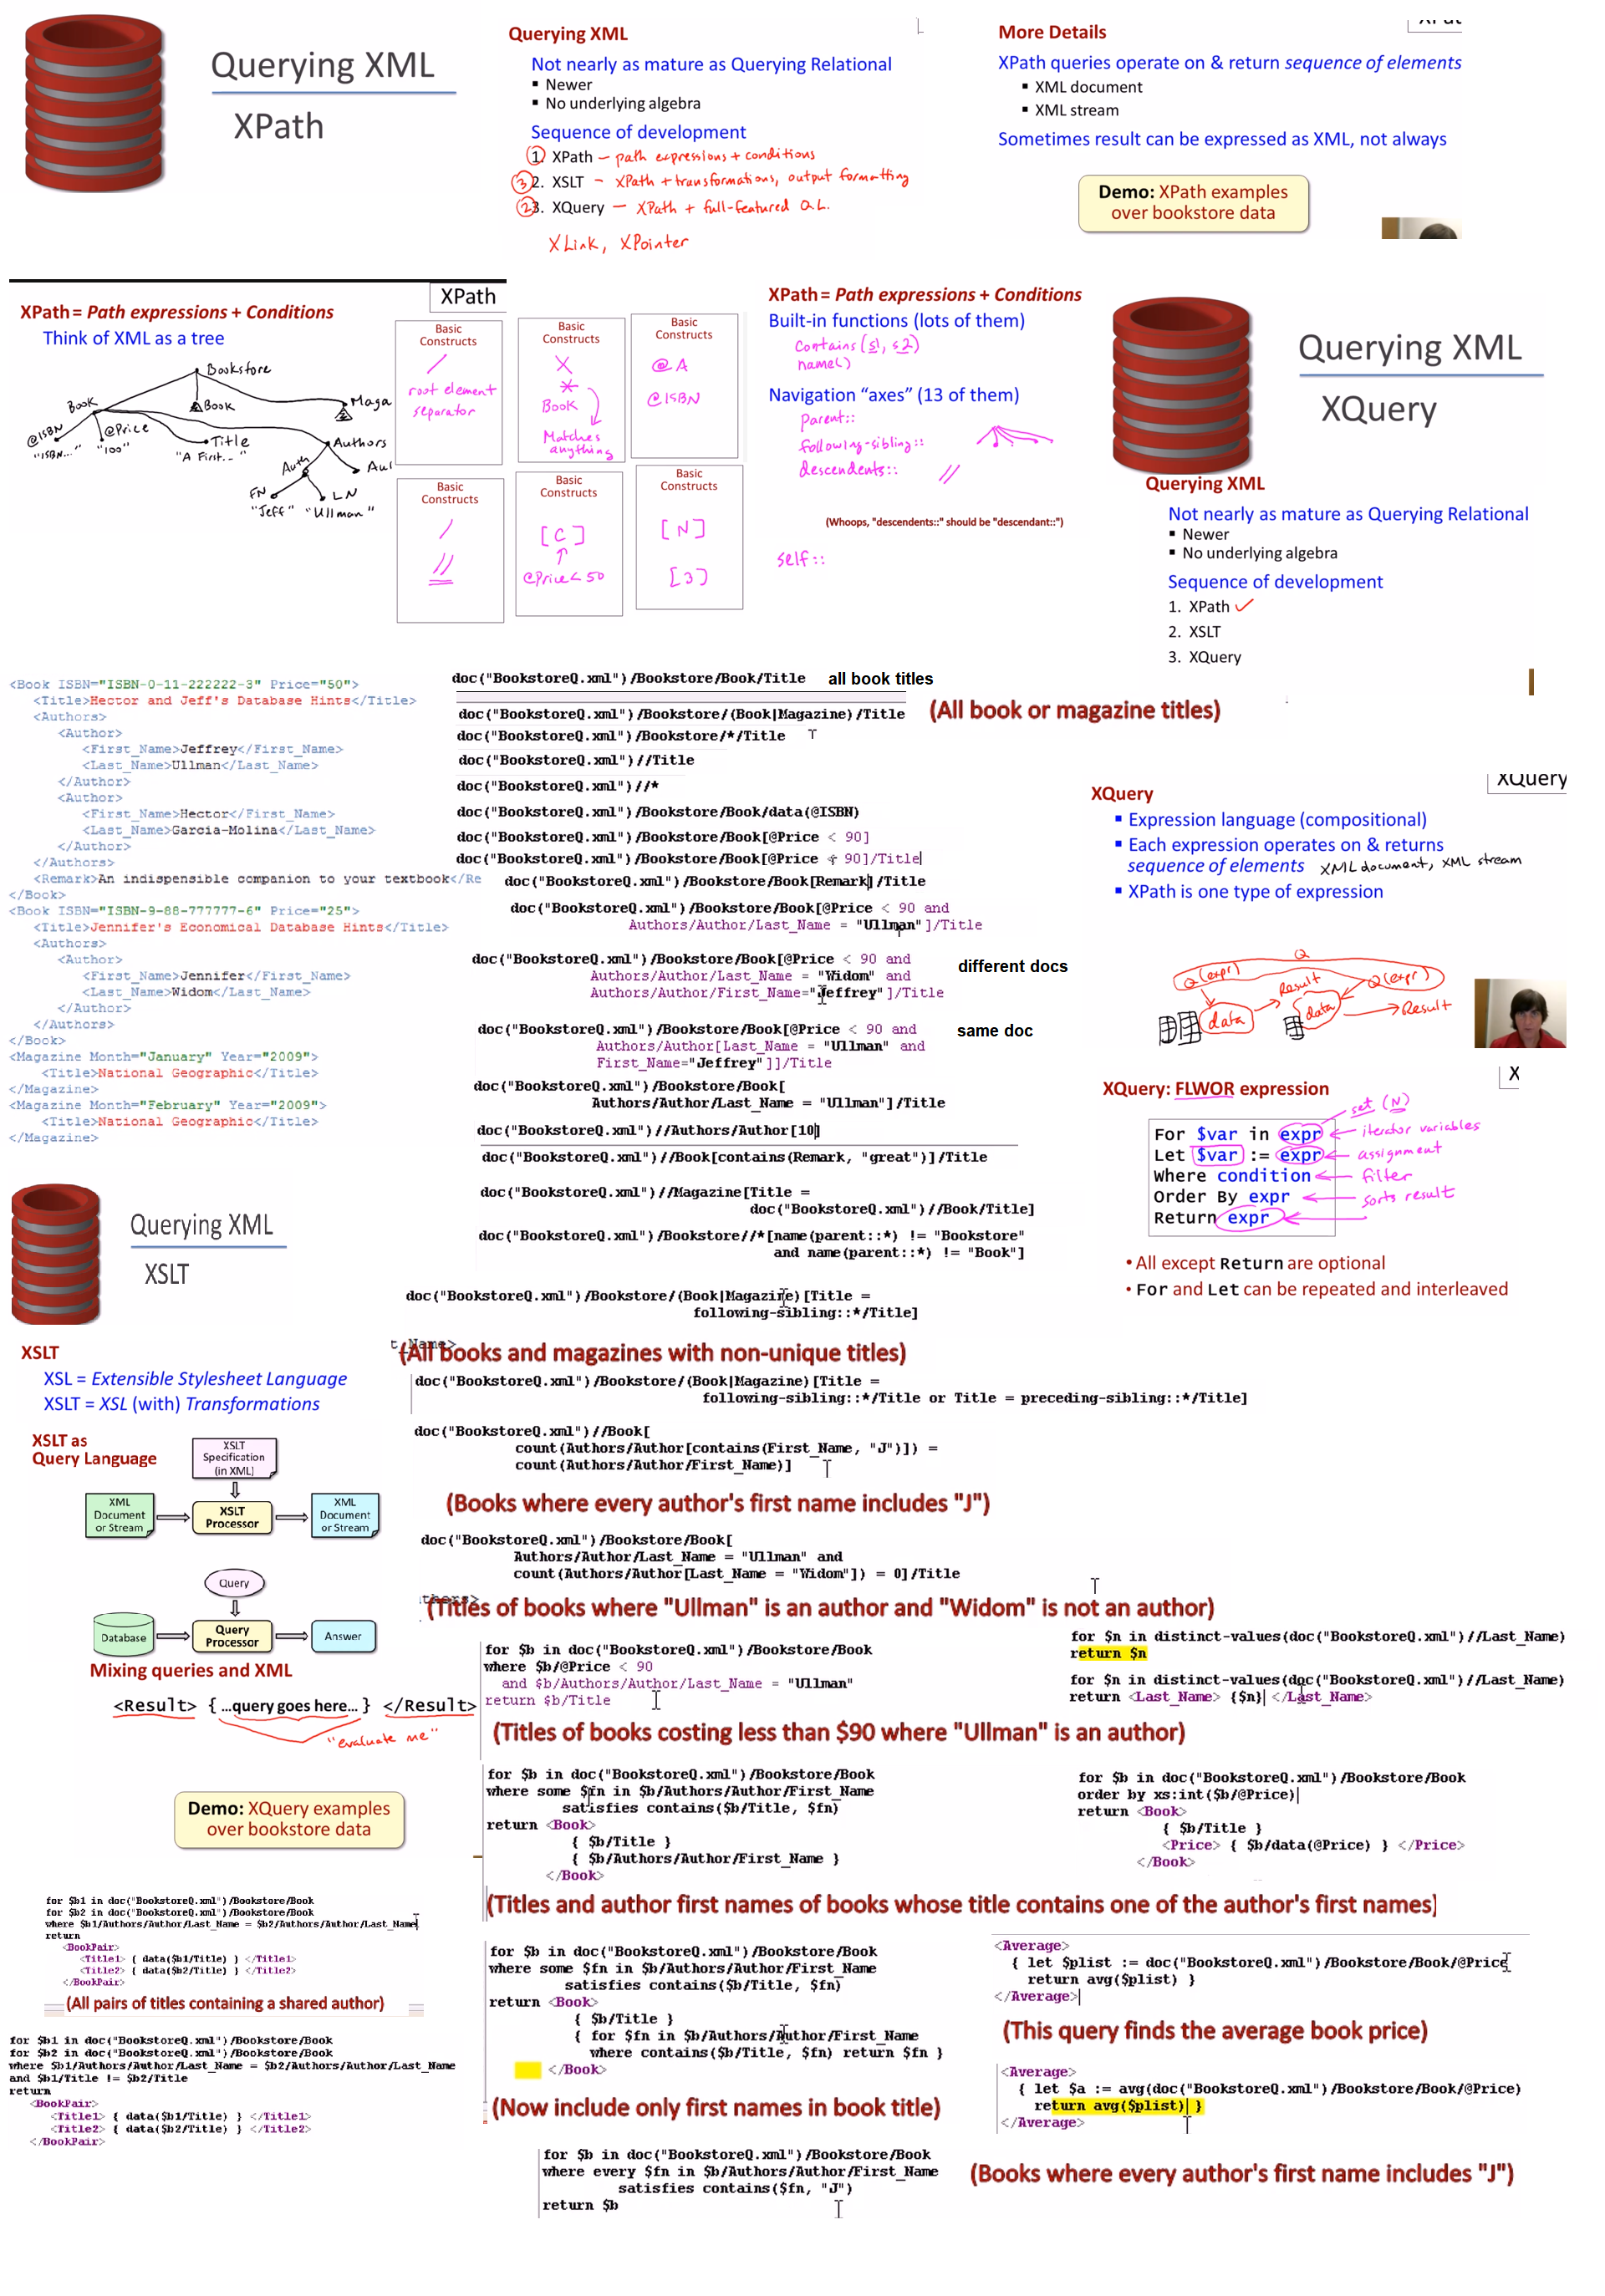 Querying XML
XPath
Querying XML
Not nearly as mature as Querying Relational
▪ Newer
▪ No underlying algebra
Sequence of development
1. XPath – path expressions + conditions
2. XSLT – XPath + transformations, output formatting
3. XQuery – XPath + full-featured Q.L.
XLink, XPointer
More Details
XPath queries operate on & return sequence of elements
▪ XML document
▪ XML stream
Sometimes result can be expressed as XML, not always
Demo: XPath examples
over bookstore data
XPath = Path expressions + Conditions
Think of XML as a tree
Bookstore
Book
Book
Maga
@ISBN
@Price
Title
Authors
"ISBN..."
"100"
"A First..."
Auth
Au
FN
LN
"Jeff" "Ullman"
XPath
Basic
Constructs
/
root element
separator
Basic
Constructs
X
*
Book
Matches
anything
Basic
Constructs
@A
@ISBN
Basic
Constructs
/
//
Basic
Constructs
[C]
@Price < 50
Basic
Constructs
[N]
[3]
XPath = Path expressions + Conditions
Built-in functions (lots of them)
Contains(s1, s2)
name()
Navigation “axes” (13 of them)
parent::
following-sibling::
descendents:: //
(Whoops, "descendents::" should be "descendant::")
self::
Querying XML
XQuery
Querying XML
Not nearly as mature as Querying Relational
▪ Newer
▪ No underlying algebra
Sequence of development
1. XPath ✓
2. XSLT
3. XQuery
<Book ISBN="ISBN-0-11-222222-3" Price="50">
<Title>Hector and Jeff's Database Hints</Title>
<Authors>
<Author>
<First_Name>Jeffrey</First_Name>
<Last_Name>Ullman</Last_Name>
</Author>
<Author>
<First_Name>Hector</First_Name>
<Last_Name>Garcia-Molina</Last_Name>
</Author>
</Authors>
<Remark>An indispensible companion to your textbook</Re
</Book>
<Book ISBN="ISBN-9-88-777777-6" Price="25">
<Title>Jennifer's Economical Database Hints</Title>
<Authors>
<Author>
<First_Name>Jennifer</First_Name>
<Last_Name>Widom</Last_Name>
</Author>
</Authors>
</Book>
<Magazine Month="January" Year="2009">
<Title>National Geographic</Title>
</Magazine>
<Magazine Month="February" Year="2009">
<Title>National Geographic</Title>
</Magazine>
doc("BookstoreQ.xml")/Bookstore/Book/Title all book titles
doc("BookstoreQ.xml")/Bookstore/(Book|Magazine)/Title (All book or magazine titles)
doc("BookstoreQ.xml")/Bookstore/*/Title
doc("BookstoreQ.xml")//Title
doc("BookstoreQ.xml")//*
doc("BookstoreQ.xml")/Bookstore/Book/data(@ISBN)
doc("BookstoreQ.xml")/Bookstore/Book[@Price < 90]
doc("BookstoreQ.xml")/Bookstore/Book[@Price < 90]/Title
doc("BookstoreQ.xml")/Bookstore/Book[Remark]/Title
doc("BookstoreQ.xml")/Bookstore/Book[@Price < 90 and
Authors/Author/Last_Name = "Ullman"]/Title
doc("BookstoreQ.xml")/Bookstore/Book[@Price < 90 and
Authors/Author/Last_Name = "Widom" and
Authors/Author/First_Name="Jeffrey"]/Title
different docs
doc("BookstoreQ.xml")/Bookstore/Book[@Price < 90 and
Authors/Author[Last_Name = "Ullman" and
First_Name="Jeffrey"]]/Title
same doc
doc("BookstoreQ.xml")/Bookstore/Book[
Authors/Author/Last_Name = "Ullman"]/Title
doc("BookstoreQ.xml")//Authors/Author[10]
doc("BookstoreQ.xml")//Book[contains(Remark, "great")]/Title
doc("BookstoreQ.xml")//Magazine[Title =
doc("BookstoreQ.xml")//Book/Title]
doc("BookstoreQ.xml")/Bookstore//*[name(parent::*) != "Bookstore"
and name(parent::*) != "Book"]
doc("BookstoreQ.xml")/Bookstore/(Book|Magazine)[Title =
following-sibling::*/Title]
XQuery
XQuery
▪ Expression language (compositional)
▪ Each expression operates on & returns
sequence of elements XML document, XML stream
▪ XPath is one type of expression
Q
Q(expr)
Result
Q(expr)
data
data
Result
X
XQuery: FLWOR expression
set (N)
For $var in expr ← iterator variables
Let $var := expr ← assignment
Where condition ← filter
Order By expr ← sorts result
Return expr ←
• All except Return are optional
• For and Let can be repeated and interleaved
Querying XML
XSLT
XSLT
XSL = Extensible Stylesheet Language
XSLT = XSL (with) Transformations
XSLT as
Query Language
XSLT
Specification
(in XML)
XML
Document
or Stream
XSLT
Processor
XML
Document
or Stream
Query
Database
Query
Processor
Answer
Mixing queries and XML
<Result> { …query goes here… } </Result>
"evaluate me"
Demo: XQuery examples
over bookstore data
t_Name>
(All books and magazines with non-unique titles)
doc("BookstoreQ.xml")/Bookstore/(Book|Magazine)[Title =
following-sibling::*/Title or Title = preceding-sibling::*/Title]
doc("BookstoreQ.xml")//Book[
count(Authors/Author[contains(First_Name, "J")]) =
count(Authors/Author/First_Name)]
(Books where every author's first name includes "J")
doc("BookstoreQ.xml")/Bookstore/Book[
Authors/Author/Last_Name = "Ullman" and
count(Authors/Author[Last_Name = "Widom"]) = 0]/Title
thors>
(Titles of books where "Ullman" is an author and "Widom" is not an author)
for $b in doc("BookstoreQ.xml")/Bookstore/Book
where $b/@Price < 90
and $b/Authors/Author/Last_Name = "Ullman"
return $b/Title
(Titles of books costing less than $90 where "Ullman" is an author)
for $n in distinct-values(doc("BookstoreQ.xml")//Last_Name)
return $n
for $n in distinct-values(doc("BookstoreQ.xml")//Last_Name)
return <Last_Name> {$n} </Last_Name>
for $b in doc("BookstoreQ.xml")/Bookstore/Book
where some $fn in $b/Authors/Author/First_Name
satisfies contains($b/Title, $fn)
return <Book>
{ $b/Title }
{ $b/Authors/Author/First_Name }
</Book>
for $b in doc("BookstoreQ.xml")/Bookstore/Book
order by xs:int($b/@Price)
return <Book>
{ $b/Title }
<Price> { $b/data(@Price) } </Price>
</Book>
(Titles and author first names of books whose title contains one of the author's first names)
for $b1 in doc("BookstoreQ.xml")/Bookstore/Book
for $b2 in doc("BookstoreQ.xml")/Bookstore/Book
where $b1/Authors/Author/Last_Name = $b2/Authors/Author/Last_Name
return
<BookPair>
<Title1> { data($b1/Title) } </Title1>
<Title2> { data($b2/Title) } </Title2>
</BookPair>
(All pairs of titles containing a shared author)
for $b1 in doc("BookstoreQ.xml")/Bookstore/Book
for $b2 in doc("BookstoreQ.xml")/Bookstore/Book
where $b1/Authors/Author/Last_Name = $b2/Authors/Author/Last_Name
and $b1/Title != $b2/Title
return
<BookPair>
<Title1> { data($b1/Title) } </Title1>
<Title2> { data($b2/Title) } </Title2>
</BookPair>
for $b in doc("BookstoreQ.xml")/Bookstore/Book
where some $fn in $b/Authors/Author/First_Name
satisfies contains($b/Title, $fn)
return <Book>
{ $b/Title }
{ for $fn in $b/Authors/Author/First_Name
where contains($b/Title, $fn) return $fn }
</Book>
(Now include only first names in book title)
<Average>
{ let $plist := doc("BookstoreQ.xml")/Bookstore/Book/@Price
return avg($plist) }
</Average>
(This query finds the average book price)
<Average>
{ let $a := avg(doc("BookstoreQ.xml")/Bookstore/Book/@Price)
return avg($plist) }
</Average>
for $b in doc("BookstoreQ.xml")/Bookstore/Book
where every $fn in $b/Authors/Author/First_Name
satisfies contains($fn, "J")
return $b
(Books where every author's first name includes "J")